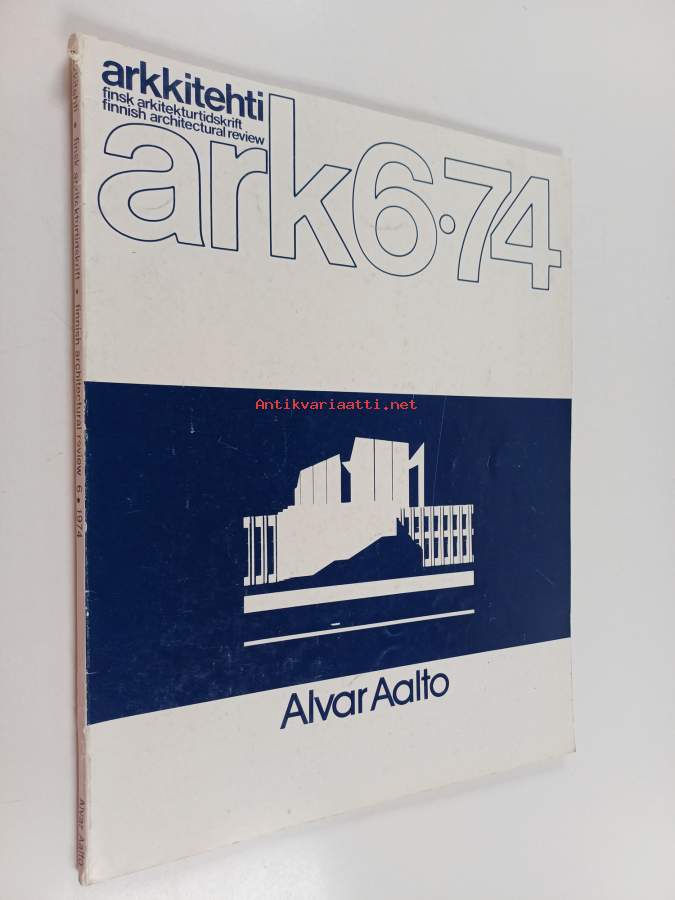 arkkitehti
finsk arkitekturtidskrift
finnish architectural review
ark6·74
Antikvariaatti.net
Alvar Aalto
arkkitehti • finsk arkitekturtidskrift • finnish architectural review 6 • 1974
Alvar Aalto